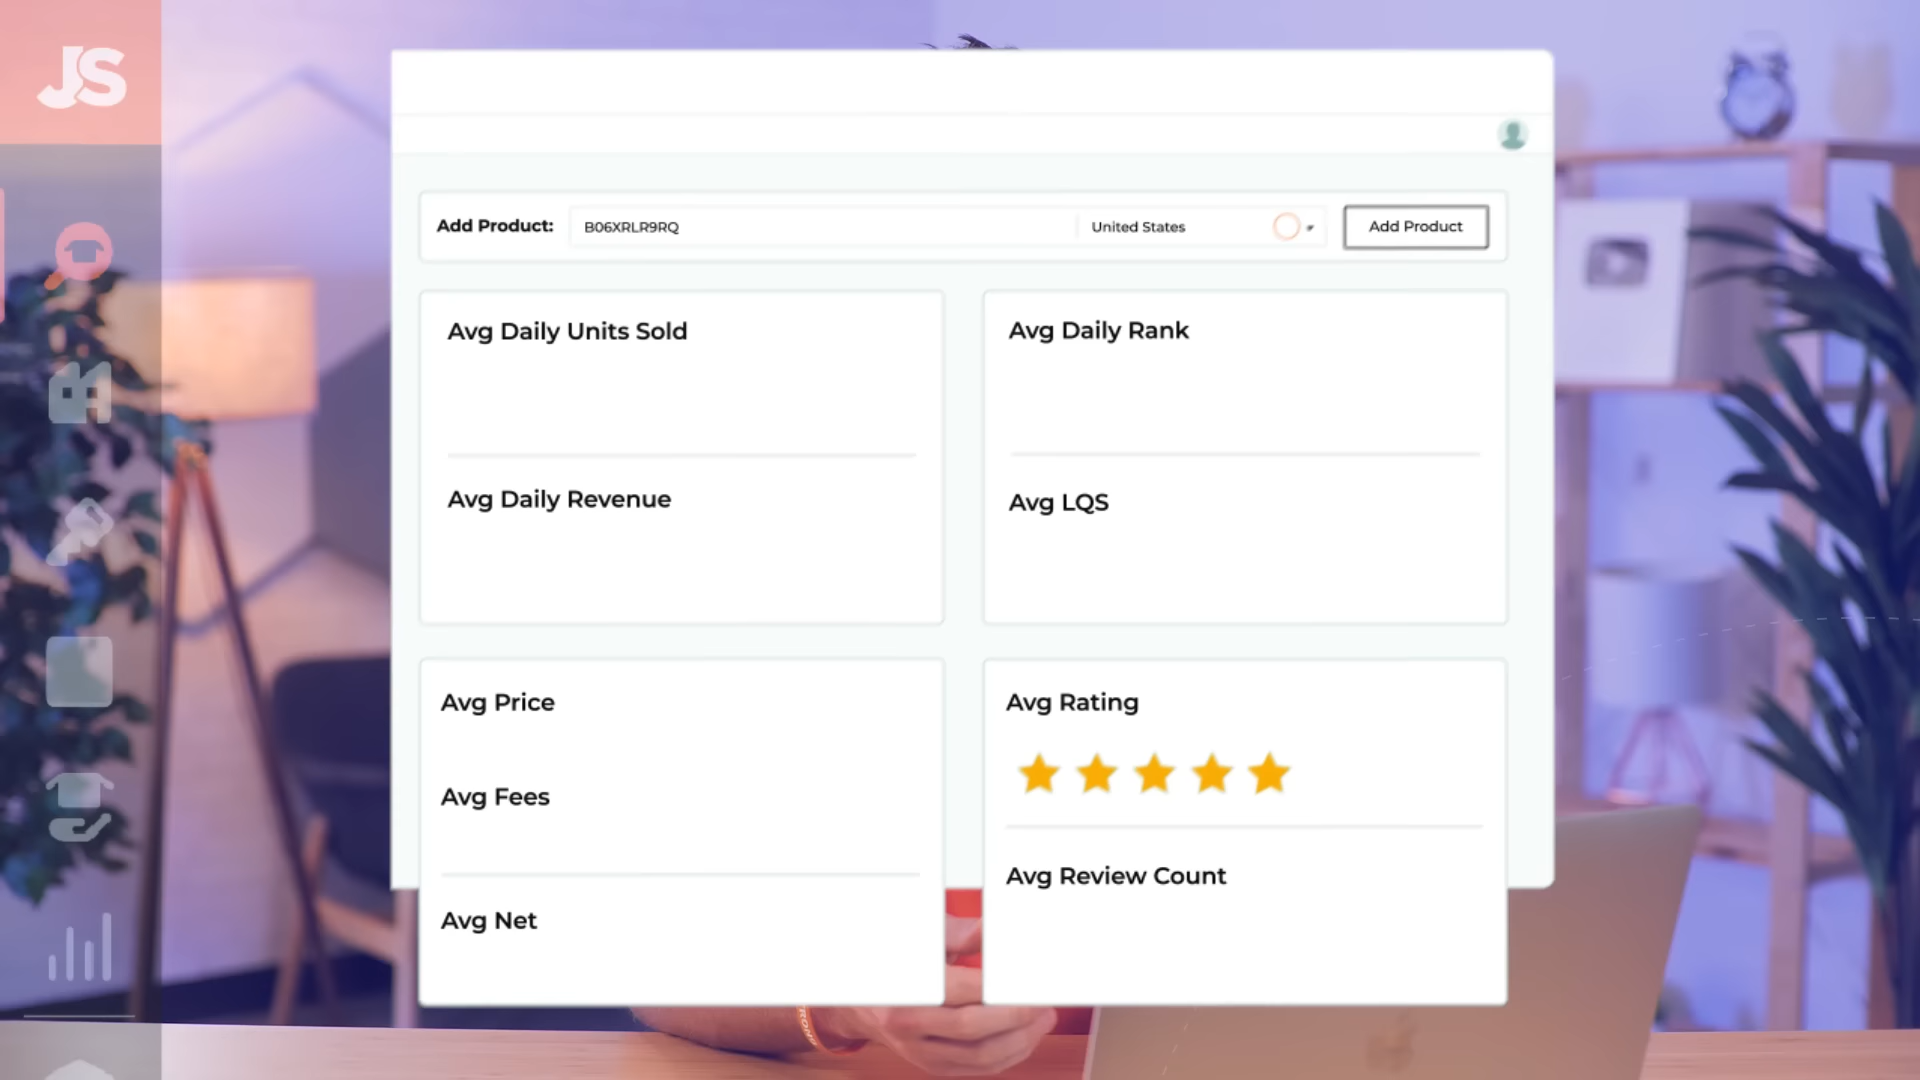 JS
Add Product: B06XRLR9RQ United States Add Product
Avg Daily Units Sold
Avg Daily Revenue
Avg Daily Rank
Avg LQS
Avg Price
Avg Fees
Avg Net
Avg Rating
Avg Review Count